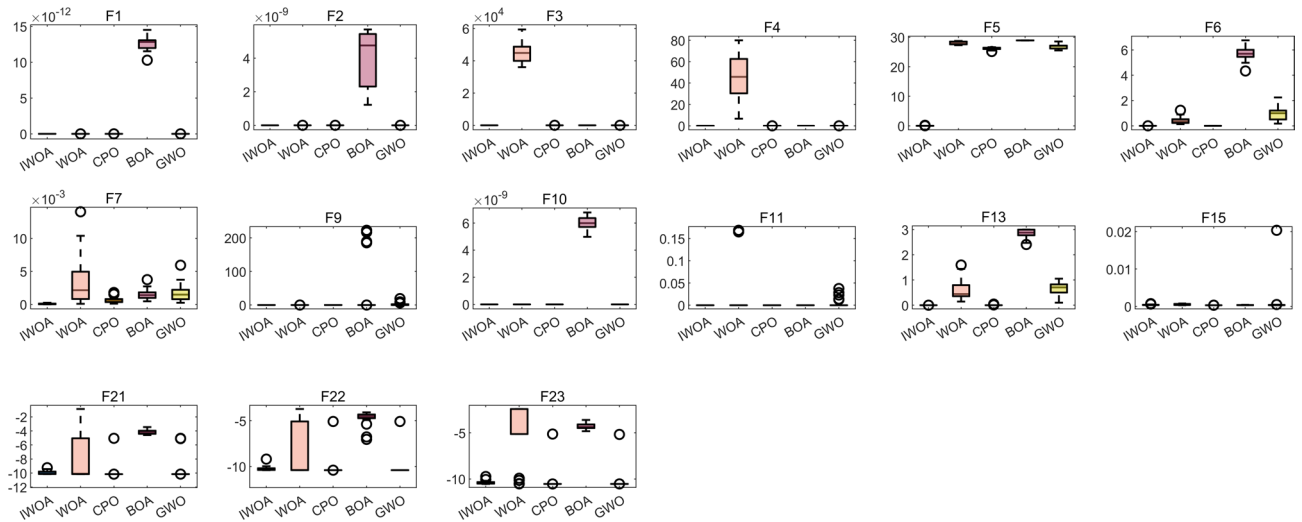 ×10-12
F1
15
10
5
0
IWOA WOA CPO BOA GWO
×10-9
F2
4
2
0
IWOA WOA CPO BOA GWO
×104
F3
6
4
2
0
IWOA WOA CPO BOA GWO
F4
80
60
40
20
0
IWOA WOA CPO BOA GWO
F5
30
20
10
0
IWOA WOA CPO BOA GWO
F6
6
4
2
0
IWOA WOA CPO BOA GWO
×10-3
F7
10
5
0
IWOA WOA CPO BOA GWO
F9
200
100
0
IWOA WOA CPO BOA GWO
×10-9
F10
6
4
2
0
IWOA WOA CPO BOA GWO
F11
0.15
0.1
0.05
0
IWOA WOA CPO BOA GWO
F13
3
2
1
0
IWOA WOA CPO BOA GWO
F15
0.02
0.01
0
IWOA WOA CPO BOA GWO
F21
-2
-4
-6
-8
-10
-12
IWOA WOA CPO BOA GWO
F22
-5
-10
IWOA WOA CPO BOA GWO
F23
-5
-10
IWOA WOA CPO BOA GWO